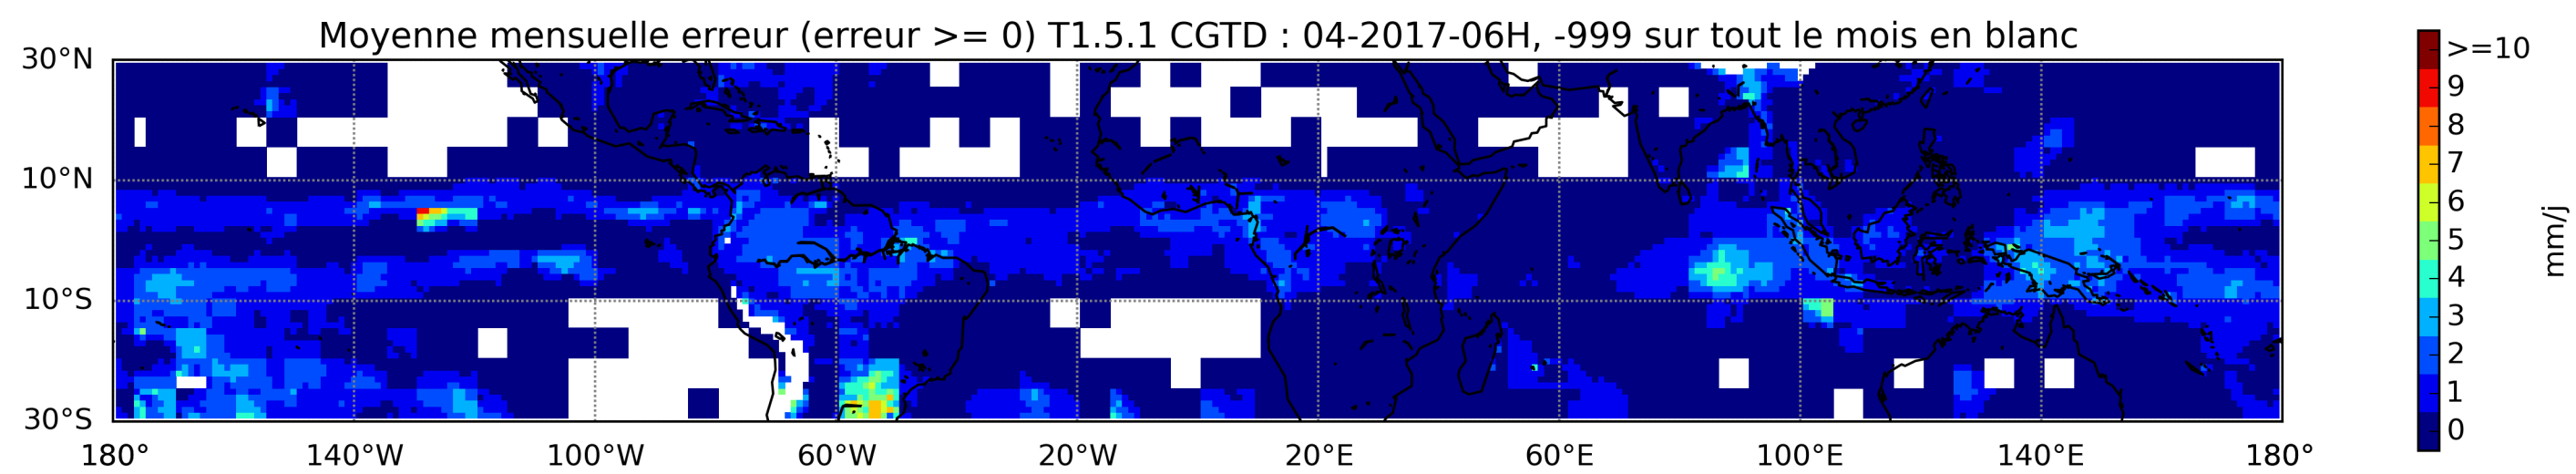 Moyenne mensuelle erreur (erreur >= 0) T1.5.1 CGTD : 04-2017-06H, -999 sur tout le mois en blanc
30°N
10°N
10°S
30°S
180° 140°W 100°W 60°W 20°W 20°E 60°E 100°E 140°E 180°
>=10
9
8
7
6
5
4
3
2
1
0
mm/j